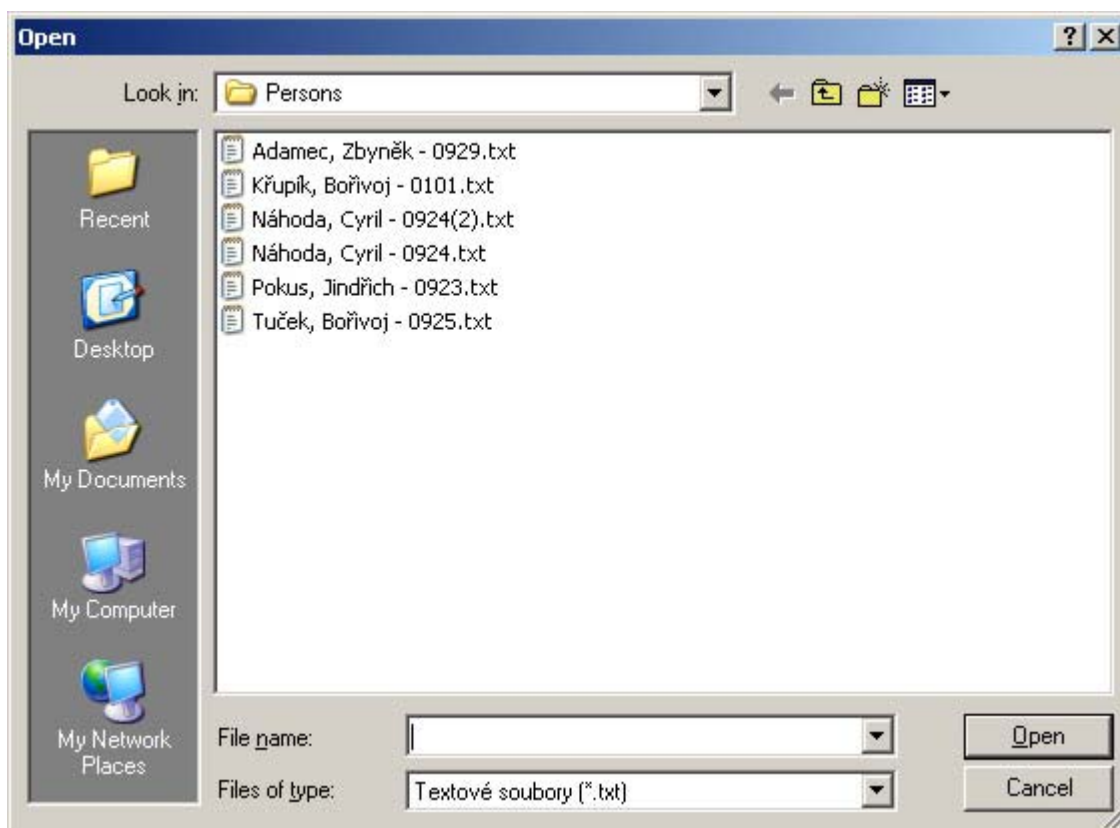 Open
Look in: Persons
Recent
Desktop
My Documents
My Computer
My Network
Places
Adamec, Zbyněk - 0929.txt
Křupík, Bořivoj - 0101.txt
Náhoda, Cyril - 0924(2).txt
Náhoda, Cyril - 0924.txt
Pokus, Jindřich - 0923.txt
Tuček, Bořivoj - 0925.txt
File name: Open
Files of type: Textové soubory (*.txt) Cancel